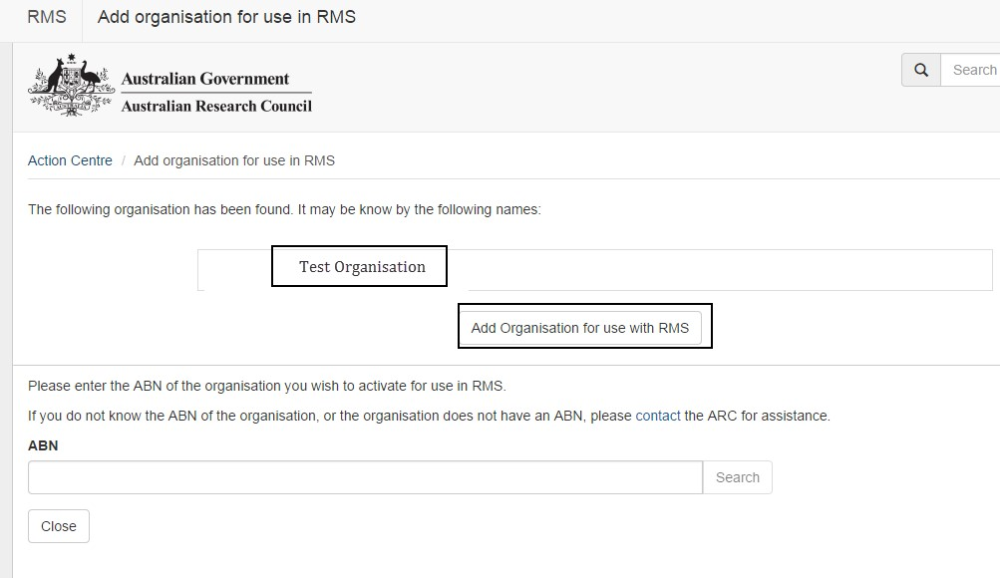 RMS Add organisation for use in RMS
Australian Government
Australian Research Council
Search
Action Centre / Add organisation for use in RMS
The following organisation has been found. It may be know by the following names:
Test Organisation
Add Organisation for use with RMS
Please enter the ABN of the organisation you wish to activate for use in RMS.
If you do not know the ABN of the organisation, or the organisation does not have an ABN, please contact the ARC for assistance.
ABN
Search
Close